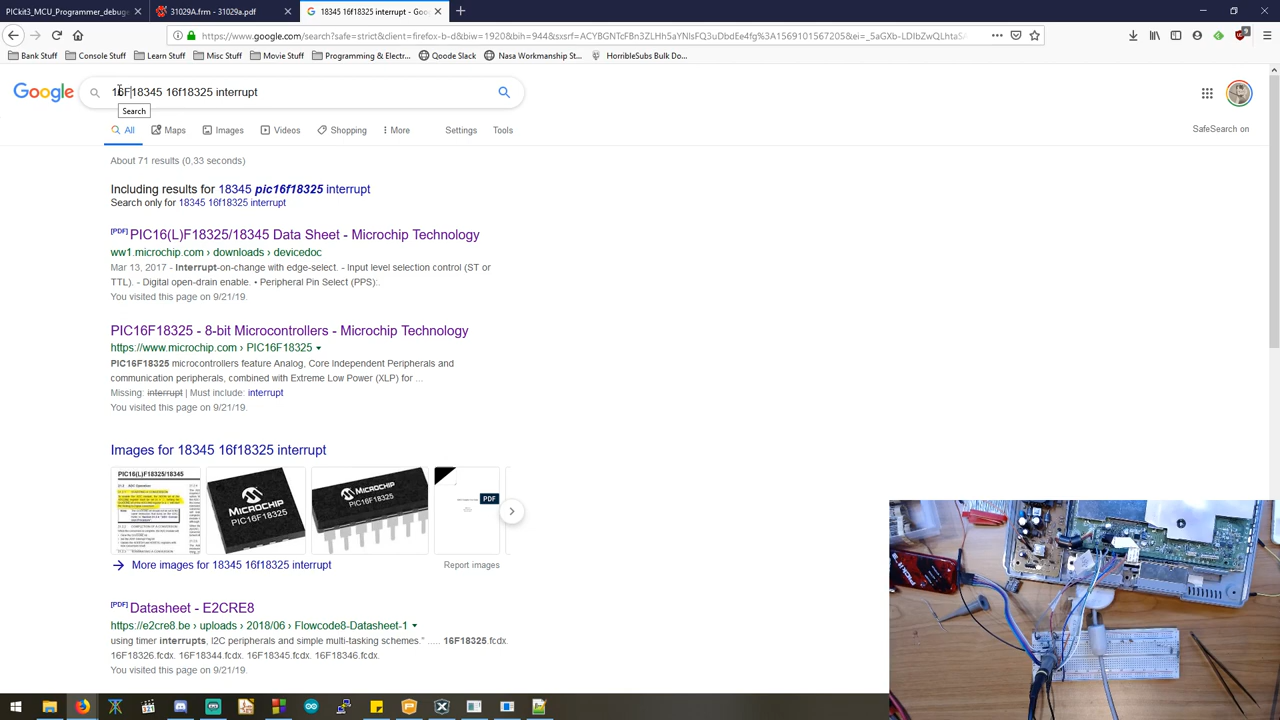 PICkit3_MCU_Programmer_debuge
31029A.frm - 31029a.pdf
18345 16f18325 interrupt - Goo
https://www.google.com/search?safe=strict&client=firefox-b-d&biw=1920&bih=944&sxsrf=ACYBGNTcFBn3ZLHh5aYNIsFQ3uDbdEe4fg%3A1569101567205&ei=_5aGXb-LDIbZwQLhtaS
Bank Stuff
Console Stuff
Learning
Misc Stuff
Movie Stuff
Programming & Electr...
Qoode Slack
Nasa Workmanship St...
HorribleSubs Bulk Do...
Google
16F18345 16f18325 interrupt
Search
All
Maps
Images
Videos
Shopping
More
Settings
Tools
SafeSearch on
About 71 results (0,33 seconds)
Including results for 18345 pic16f18325 interrupt
Search only for 18345 16f18325 interrupt
[PDF] PIC16(L)F18325/18345 Data Sheet - Microchip Technology
ww1.microchip.com › downloads › devicedoc
Mar 13, 2017 - Interrupt-on-change with edge-select. - Input level selection control (ST or
TTL). - Digital open-drain enable. • Peripheral Pin Select (PPS):.
You visited this page on 9/21/19.
PIC16F18325 - 8-bit Microcontrollers - Microchip Technology
https://www.microchip.com › PIC16F18325
PIC16F18325 microcontrollers feature Analog, Core Independent Peripherals and
communication peripherals, combined with Extreme Low Power (XLP) for ...
Missing: interrupt | Must include: interrupt
You visited this page on 9/21/19.
Images for 18345 16f18325 interrupt
PIC16(L)F18325/18345
MICROCHIP
PIC16F18325
MICROCHIP
PDF
More images for 18345 16f18325 interrupt
Report images
[PDF] Datasheet - E2CRE8
https://e2cre8.be › uploads › 2018/06 › Flowcode8-Datasheet-1
using timer interrupts, I2C peripherals and simple multi-tasking schemes." ..... 16F18325.fcdx.
16F18326.fcdx. 16F18344.fcdx. 16F18345.fcdx. 16F18346.fcdx.
You visited this page on 9/21/19.